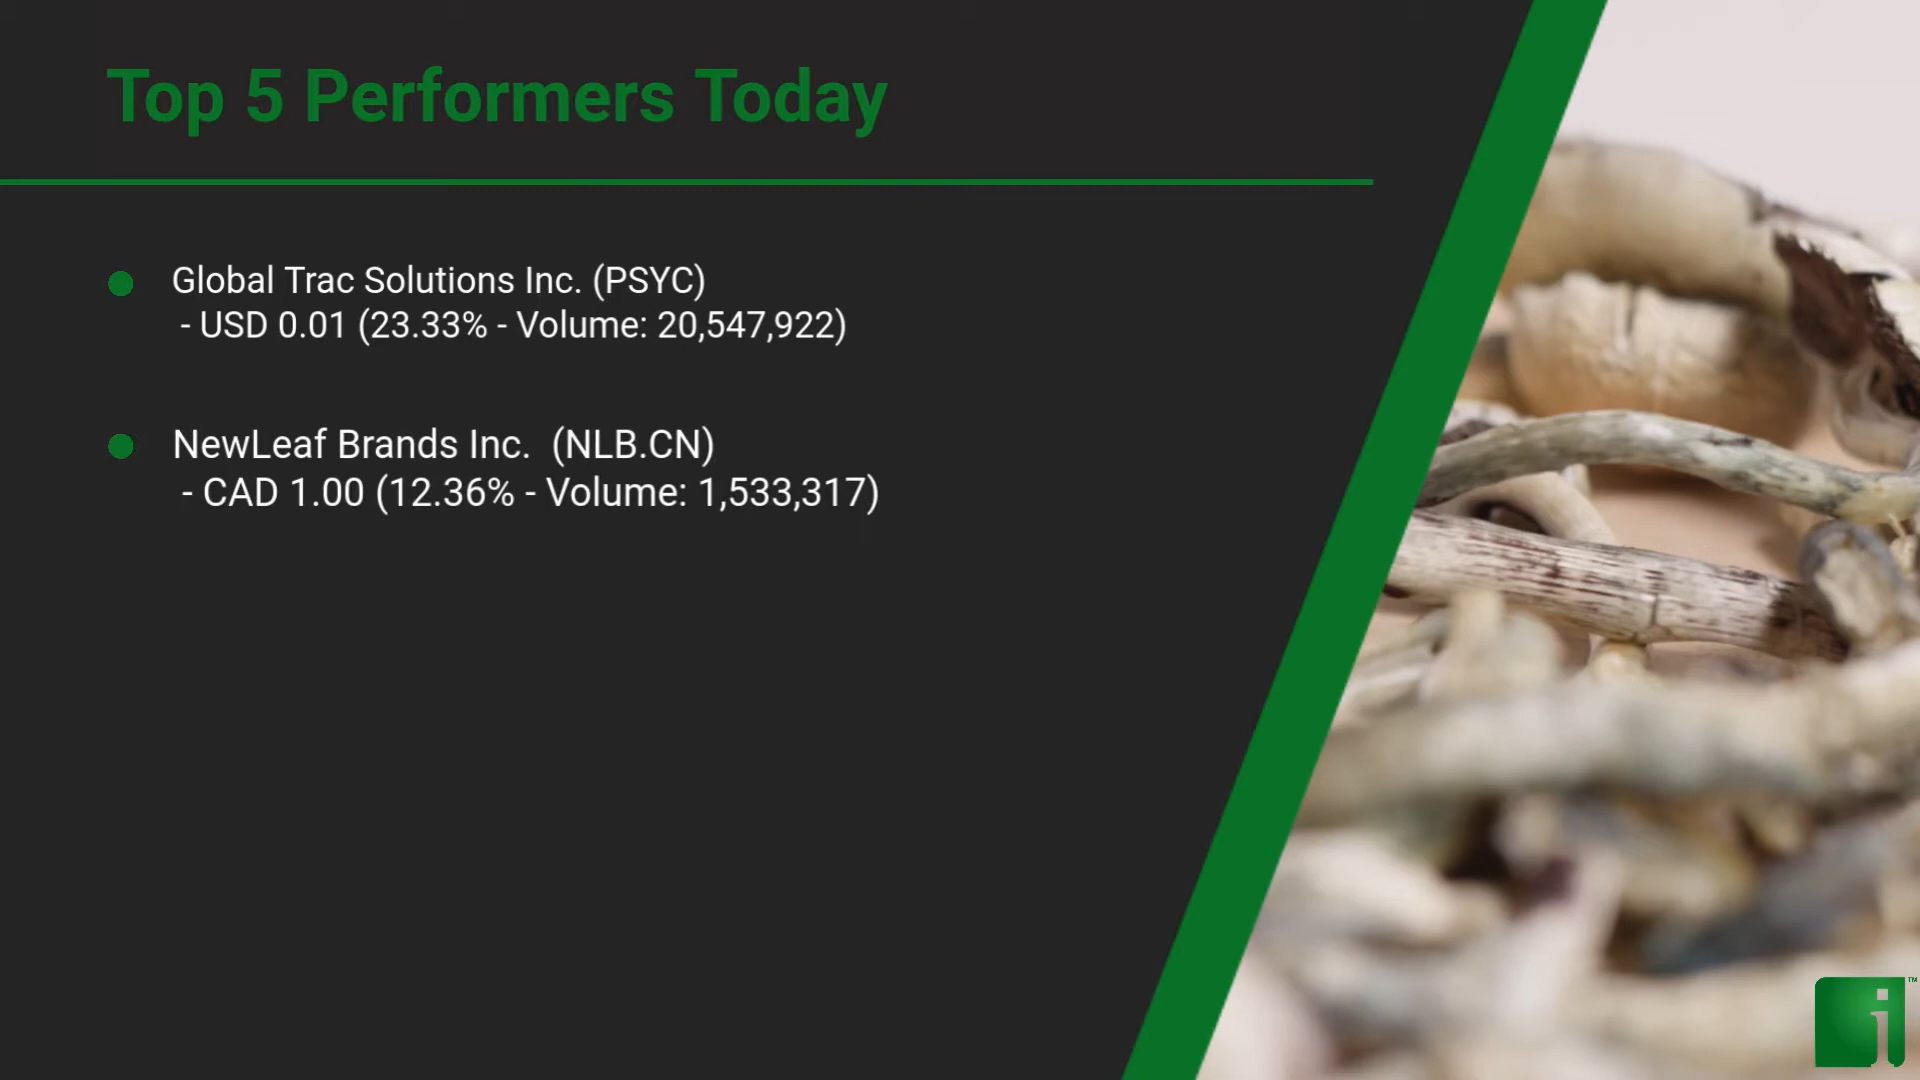 Top 5 Performers Today
Global Trac Solutions Inc. (PSYC)
- USD 0.01 (23.33% - Volume: 20,547,922)
NewLeaf Brands Inc. (NLB.CN)
- CAD 1.00 (12.36% - Volume: 1,533,317)
i ™